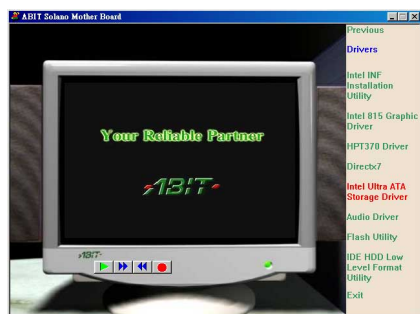 ABIT Solano Mother Board
Previous
Drivers
Intel INF
Installation
Utility
Intel 815 Graphic
Driver
HPT370 Driver
Directx7
Intel Ultra ATA
Storage Driver
Audio Driver
Flash Utility
IDE HDD Low
Level Format
Utility
Exit
Your Reliable Partner
ABIT
ABIT